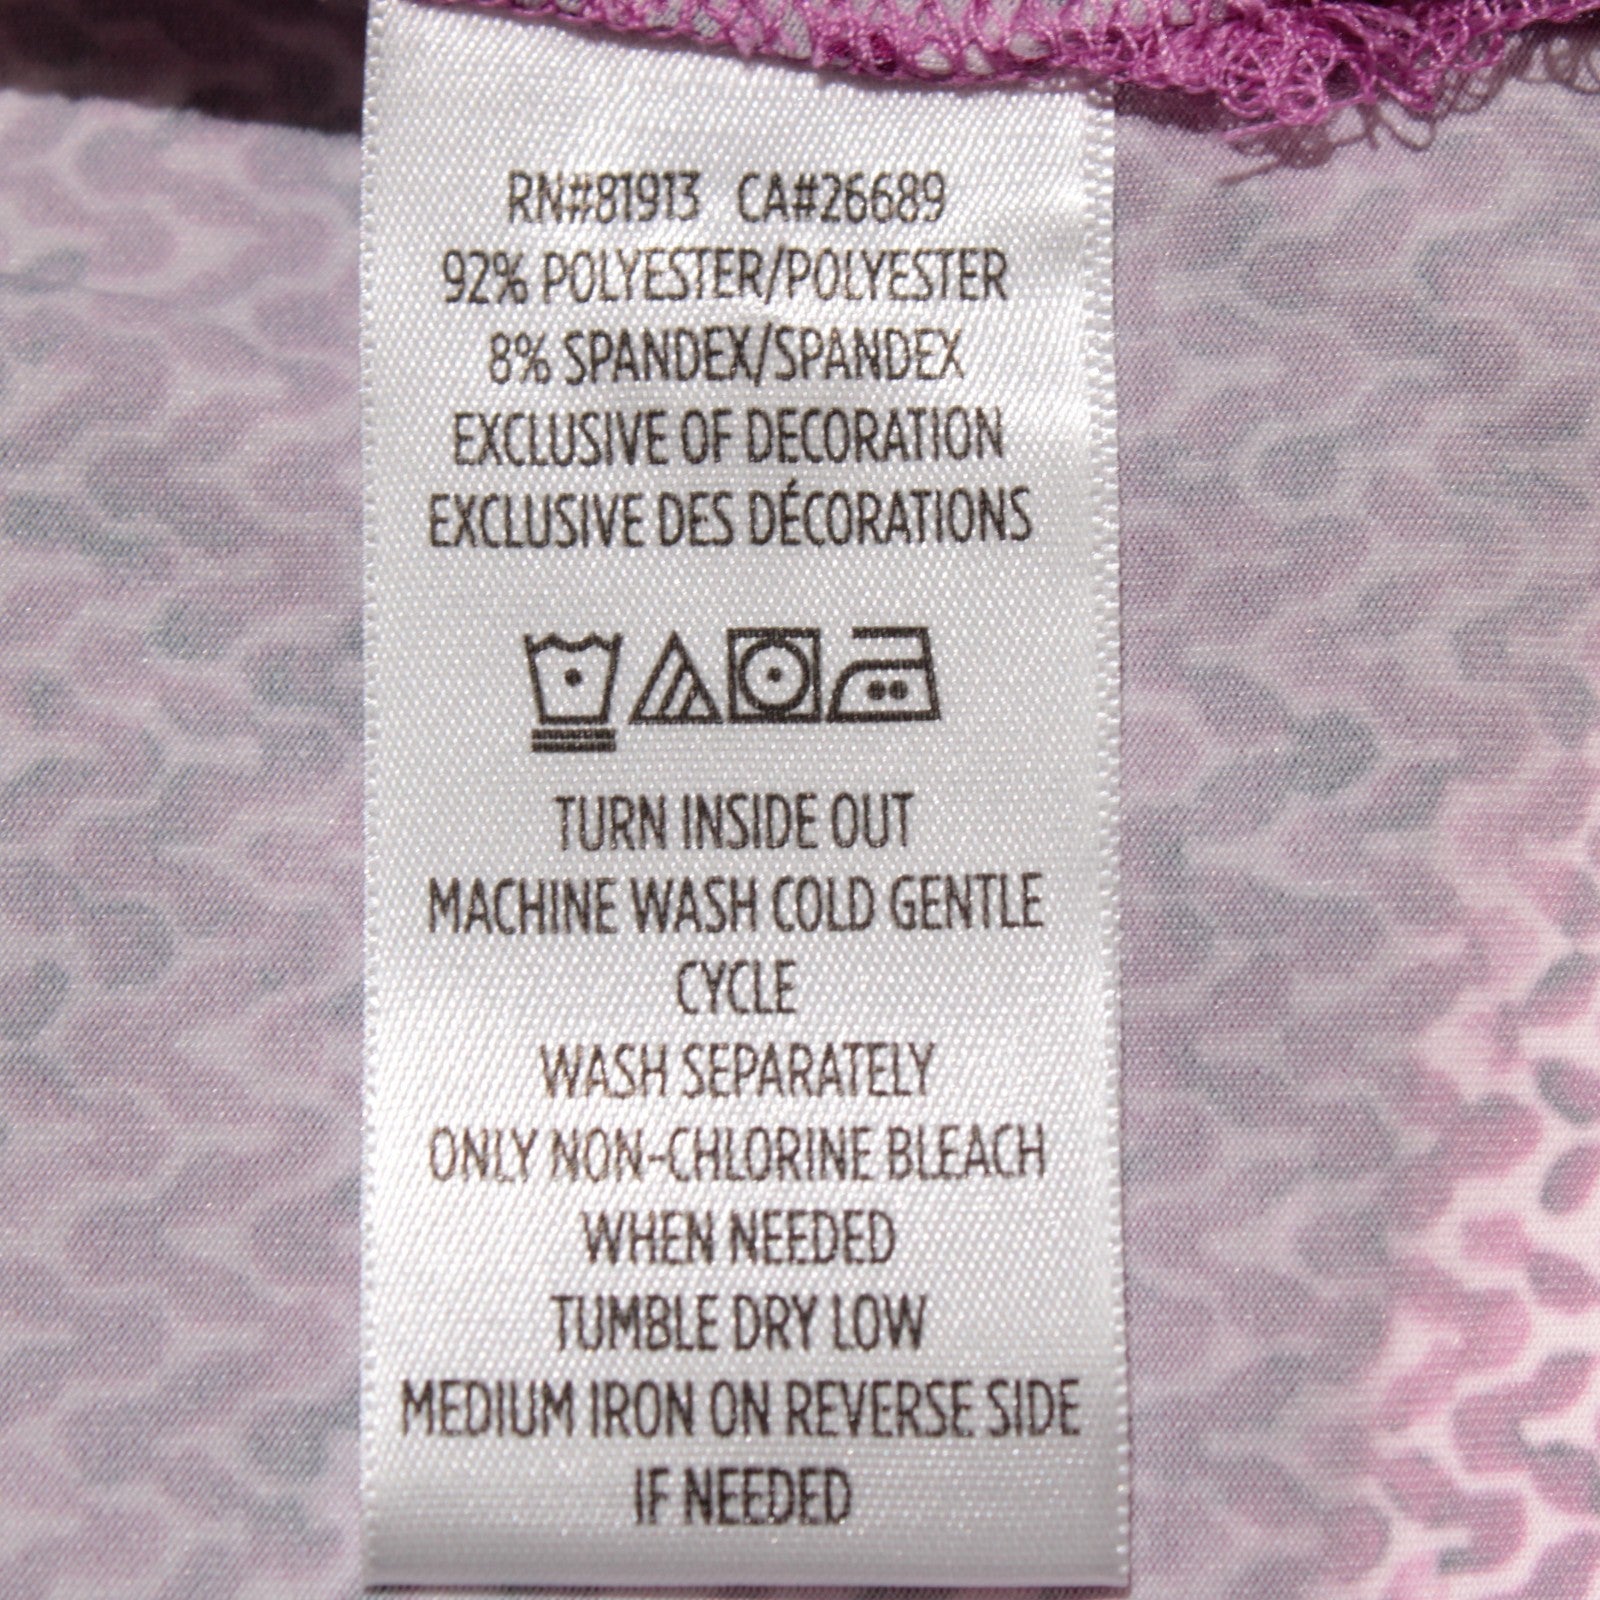 RN#81913 CA#26689
92% POLYESTER/POLYESTER
8% SPANDEX/SPANDEX
EXCLUSIVE OF DECORATION
EXCLUSIVE DES DÉCORATIONS
TURN INSIDE OUT
MACHINE WASH COLD GENTLE
CYCLE
WASH SEPARATELY
ONLY NON-CHLORINE BLEACH
WHEN NEEDED
TUMBLE DRY LOW
MEDIUM IRON ON REVERSE SIDE
IF NEEDED